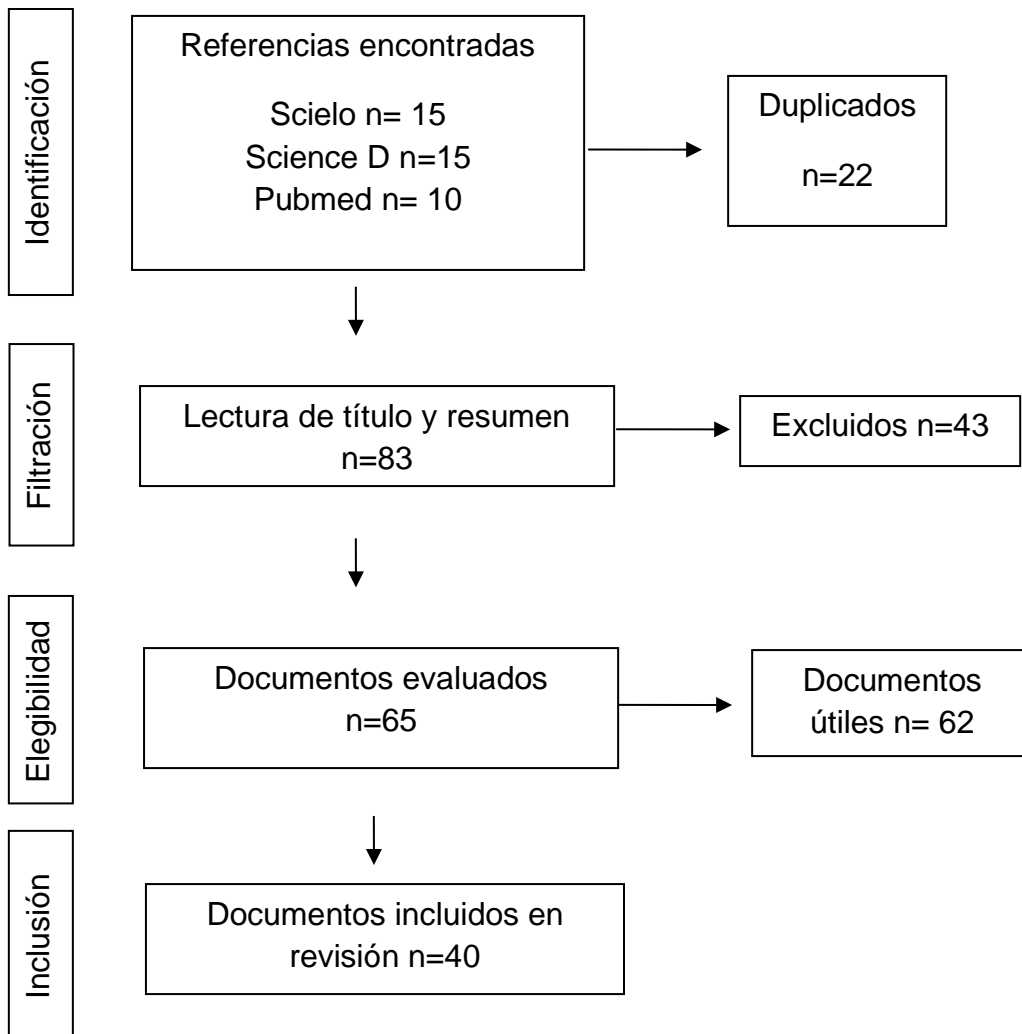 Identificación
Referencias encontradas
Scielo n= 15
Science D n=15
Pubmed n= 10
Duplicados
n=22
Filtración
Lectura de título y resumen
n=83
Excluidos n=43
Elegibilidad
Documentos evaluados
n=65
Documentos
útiles n= 62
Inclusión
Documentos incluidos en
revisión n=40